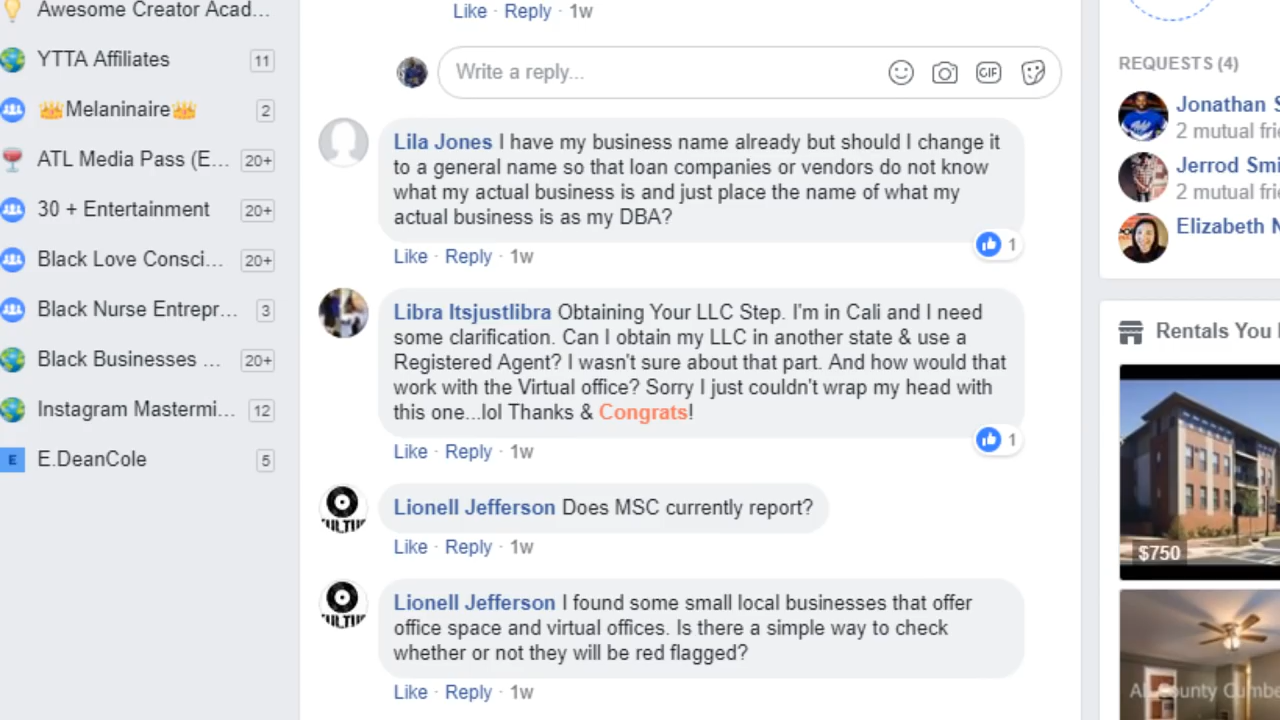 Awesome Creator Acad...
YTTA Affiliates 11
👑Melaninaire👑 2
ATL Media Pass (E... 20+
30 + Entertainment 20+
Black Love Consci... 20+
Black Nurse Entrepr... 3
Black Businesses ... 20+
Instagram Mastermi... 12
E E.DeanCole 5
Like · Reply · 1w
Write a reply...
GIF
Lila Jones I have my business name already but should I change it
to a general name so that loan companies or vendors do not know
what my actual business is and just place the name of what my
actual business is as my DBA?
1
Like · Reply · 1w
Libra Itsjustlibra Obtaining Your LLC Step. I'm in Cali and I need
some clarification. Can I obtain my LLC in another state & use a
Registered Agent? I wasn't sure about that part. And how would that
work with the Virtual office? Sorry I just couldn't wrap my head with
this one...lol Thanks & Congrats!
1
Like · Reply · 1w
Lionell Jefferson Does MSC currently report?
Like · Reply · 1w
Lionell Jefferson I found some small local businesses that offer
office space and virtual offices. Is there a simple way to check
whether or not they will be red flagged?
Like · Reply · 1w
REQUESTS (4)
Jonathan S
2 mutual frie
Jerrod Smi
2 mutual frie
Elizabeth N
Rentals You
$750